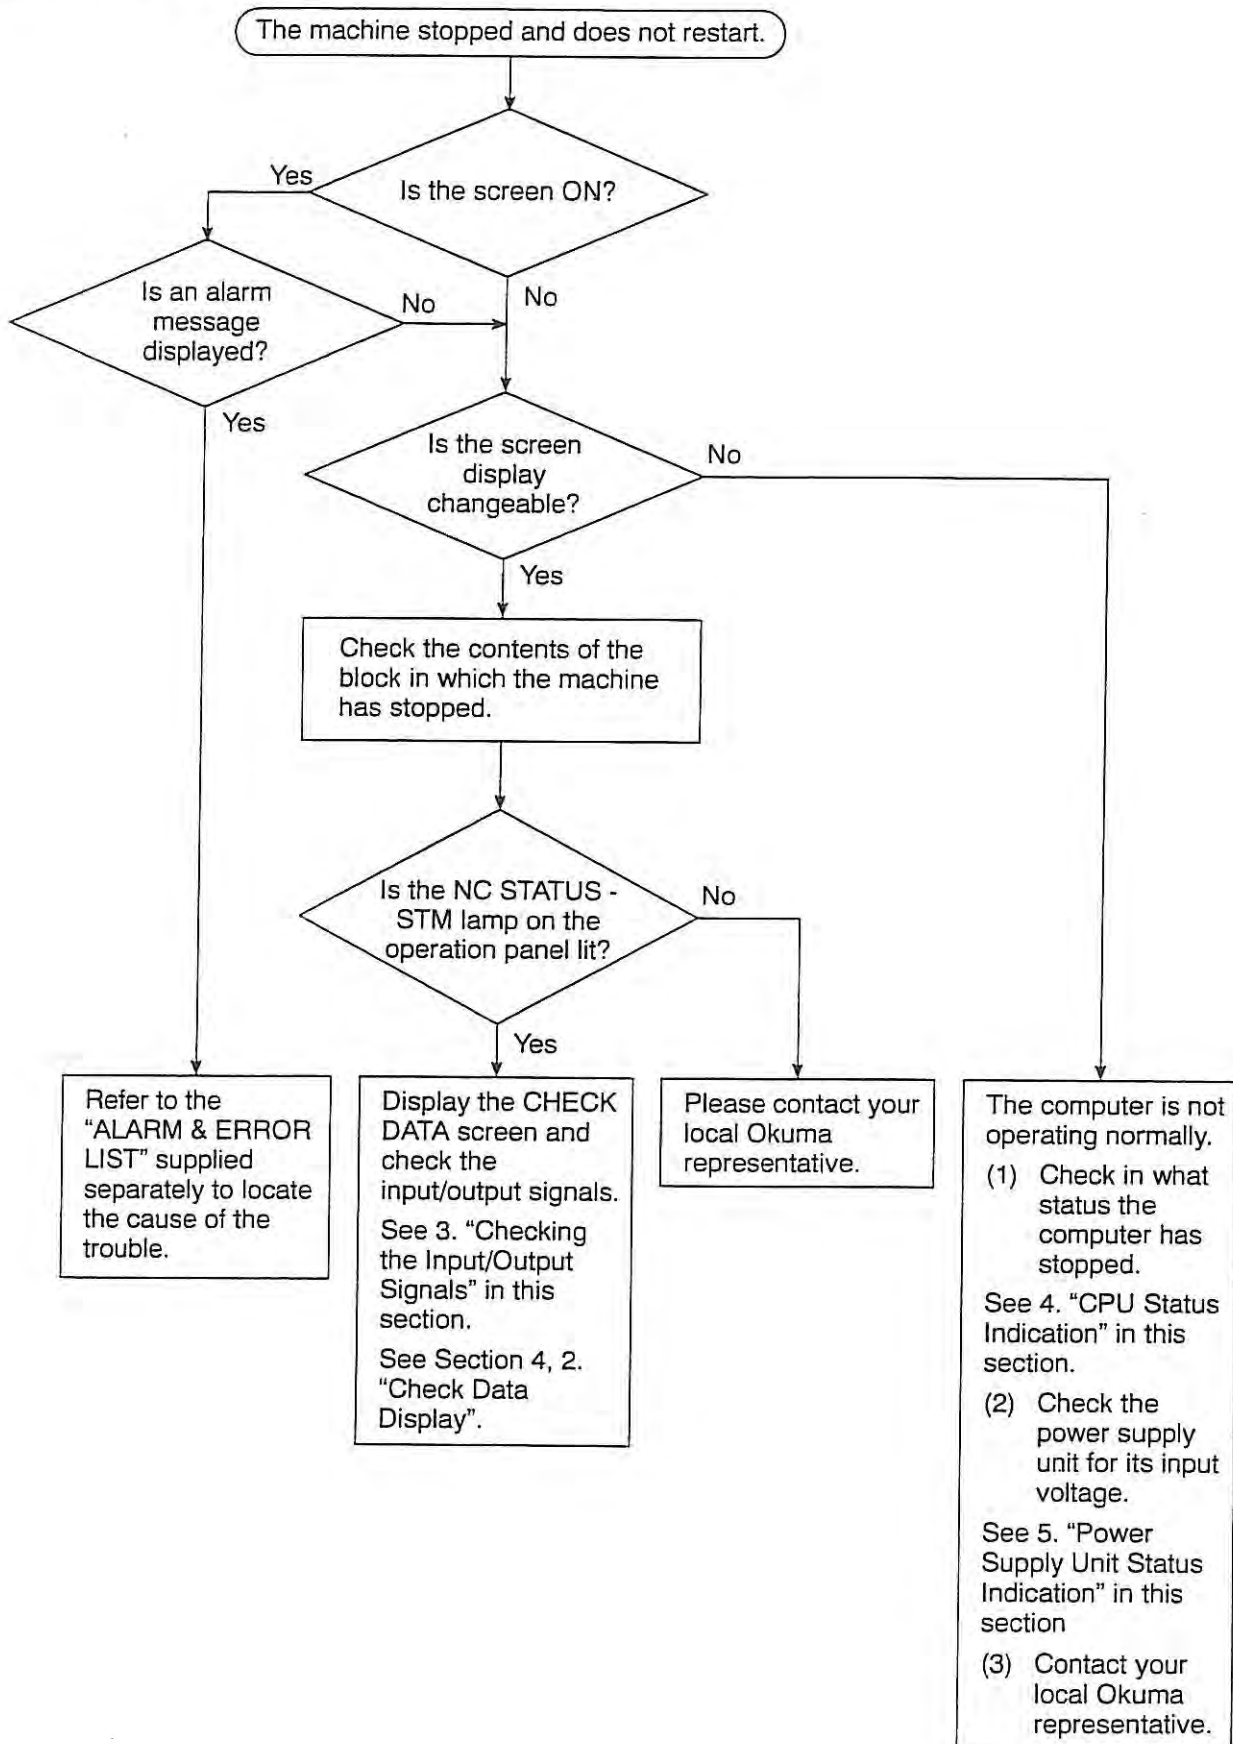 The machine stopped and does not restart.
Is the screen ON?
Yes
No
Is an alarm
message
displayed?
No
Yes
Is the screen
display
changeable?
No
Yes
Check the contents of the
block in which the machine
has stopped.
Is the NC STATUS -
STM lamp on the
operation panel lit?
No
Yes
Refer to the
“ALARM & ERROR
LIST” supplied
separately to locate
the cause of the
trouble.
Display the CHECK
DATA screen and
check the
input/output signals.
See 3. “Checking
the Input/Output
Signals” in this
section.
See Section 4, 2.
“Check Data
Display”.
Please contact your
local Okuma
representative.
The computer is not
operating normally.
(1) Check in what
status the
computer has
stopped.
See 4. “CPU Status
Indication” in this
section.
(2) Check the
power supply
unit for its input
voltage.
See 5. “Power
Supply Unit Status
Indication” in this
section
(3) Contact your
local Okuma
representative.